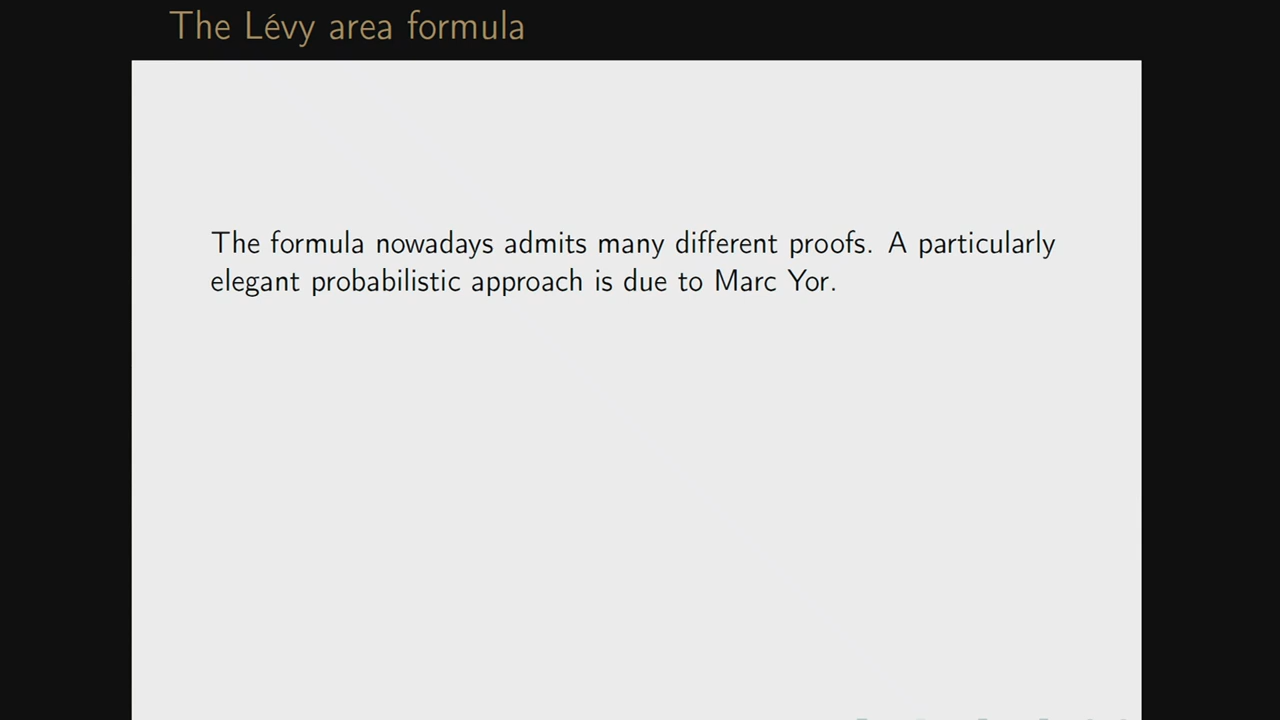 The Lévy area formula
The formula nowadays admits many different proofs. A particularly
elegant probabilistic approach is due to Marc Yor.